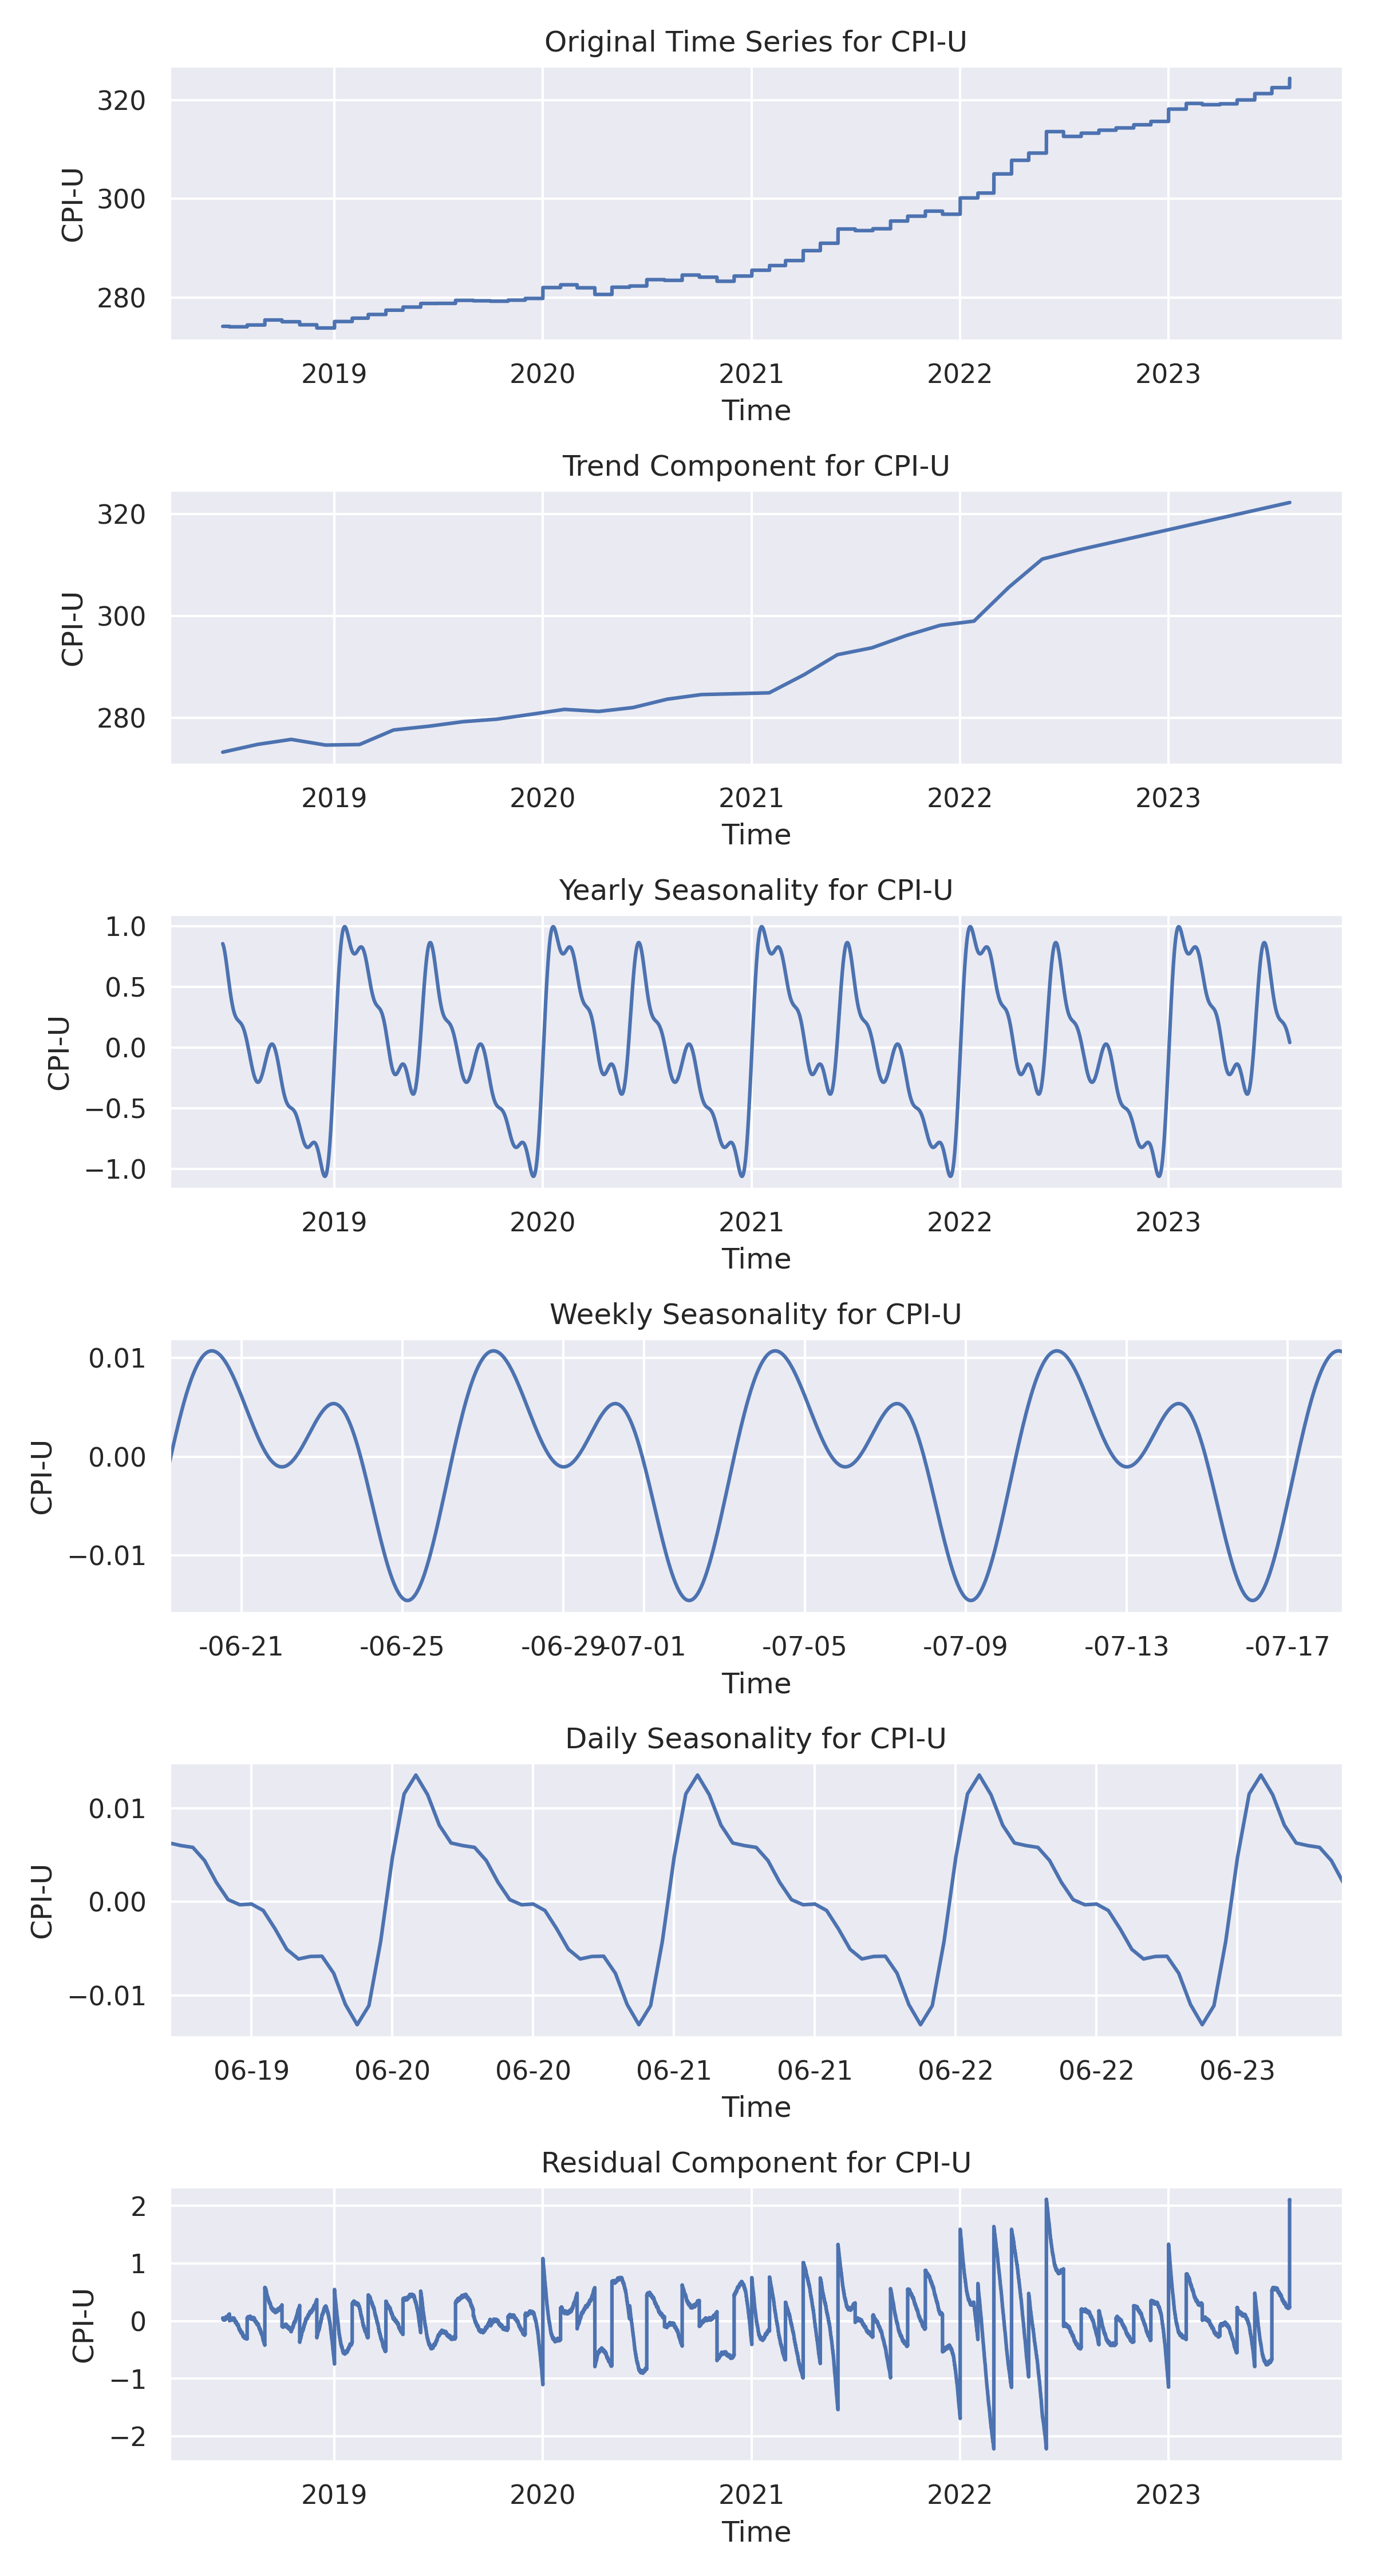 Original Time Series for CPI-U
320
300
280
CPI-U
2019 2020 2021 2022 2023
Time
Trend Component for CPI-U
320
300
280
CPI-U
2019 2020 2021 2022 2023
Time
Yearly Seasonality for CPI-U
1.0
0.5
0.0
−0.5
−1.0
CPI-U
2019 2020 2021 2022 2023
Time
Weekly Seasonality for CPI-U
0.01
0.00
−0.01
CPI-U
-06-21 -06-25 -06-29 -07-01 -07-05 -07-09 -07-13 -07-17
Time
Daily Seasonality for CPI-U
0.01
0.00
−0.01
CPI-U
06-19 06-20 06-20 06-21 06-21 06-22 06-22 06-23
Time
Residual Component for CPI-U
2
1
0
−1
−2
CPI-U
2019 2020 2021 2022 2023
Time